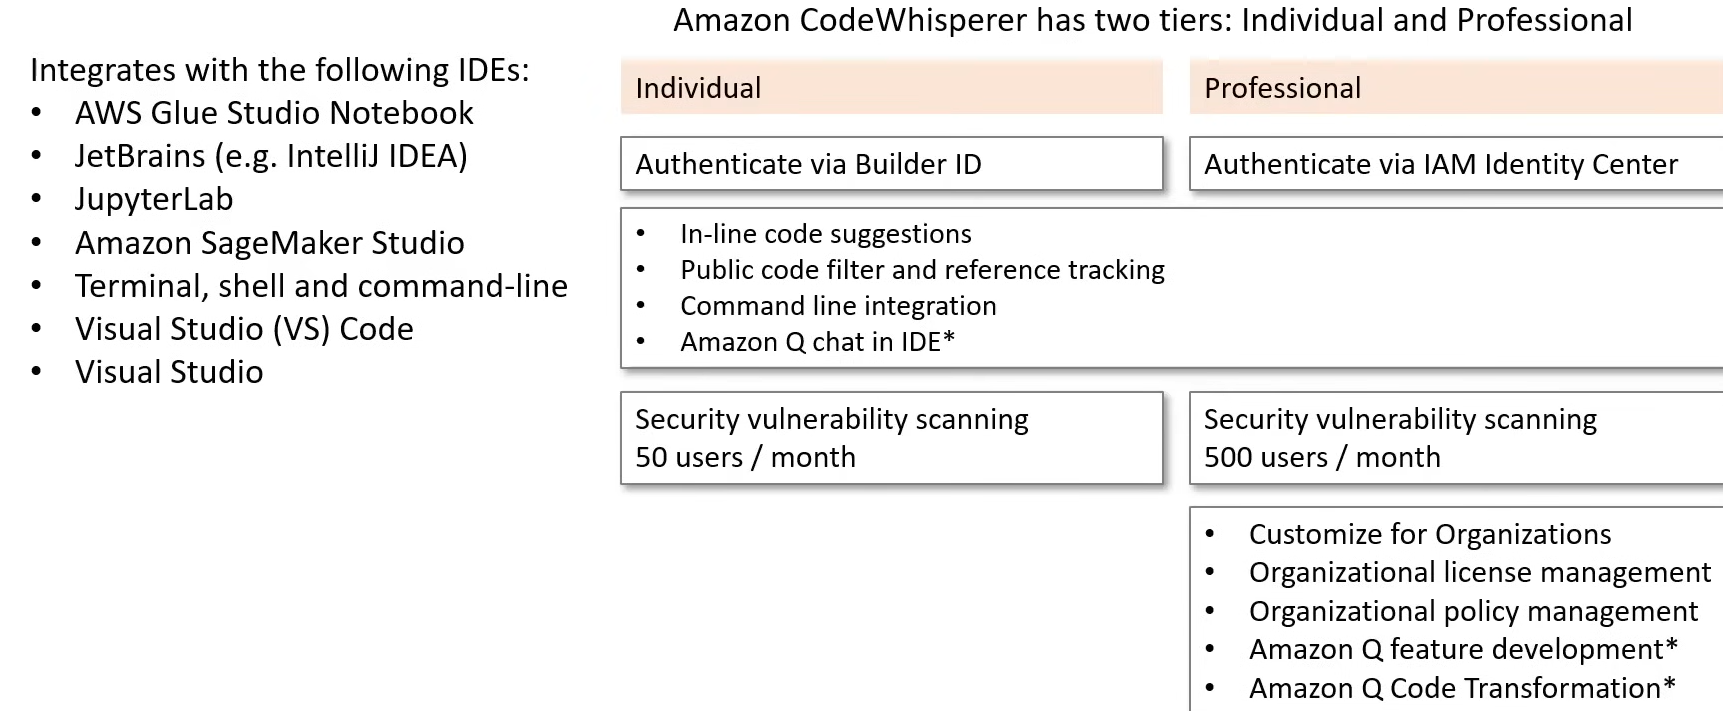 Amazon CodeWhisperer has two tiers: Individual and Professional
Integrates with the following IDEs:
• AWS Glue Studio Notebook
• JetBrains (e.g. IntelliJ IDEA)
• JupyterLab
• Amazon SageMaker Studio
• Terminal, shell and command-line
• Visual Studio (VS) Code
• Visual Studio
Individual
Professional
Authenticate via Builder ID
Authenticate via IAM Identity Center
• In-line code suggestions
• Public code filter and reference tracking
• Command line integration
• Amazon Q chat in IDE*
Security vulnerability scanning
50 users / month
Security vulnerability scanning
500 users / month
• Customize for Organizations
• Organizational license management
• Organizational policy management
• Amazon Q feature development*
• Amazon Q Code Transformation*